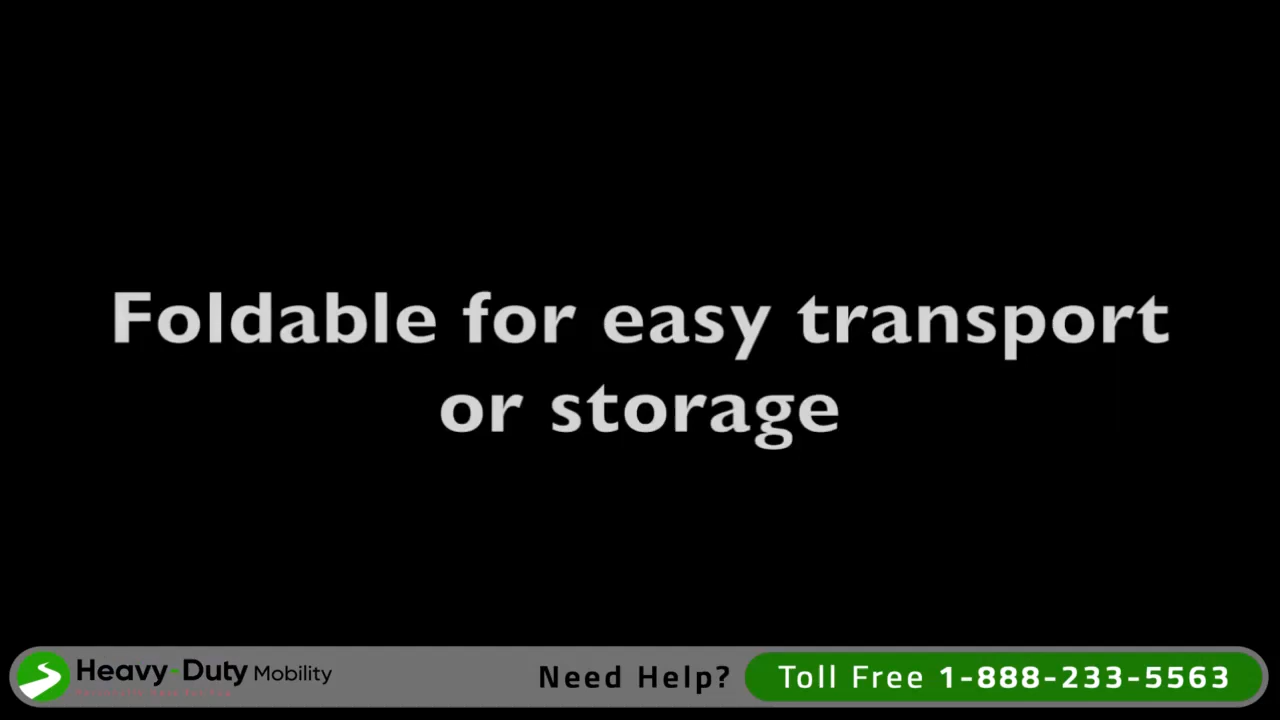 Foldable for easy transport
or storage
Heavy-Duty Mobility
Need Help?
Toll Free 1-888-233-5563